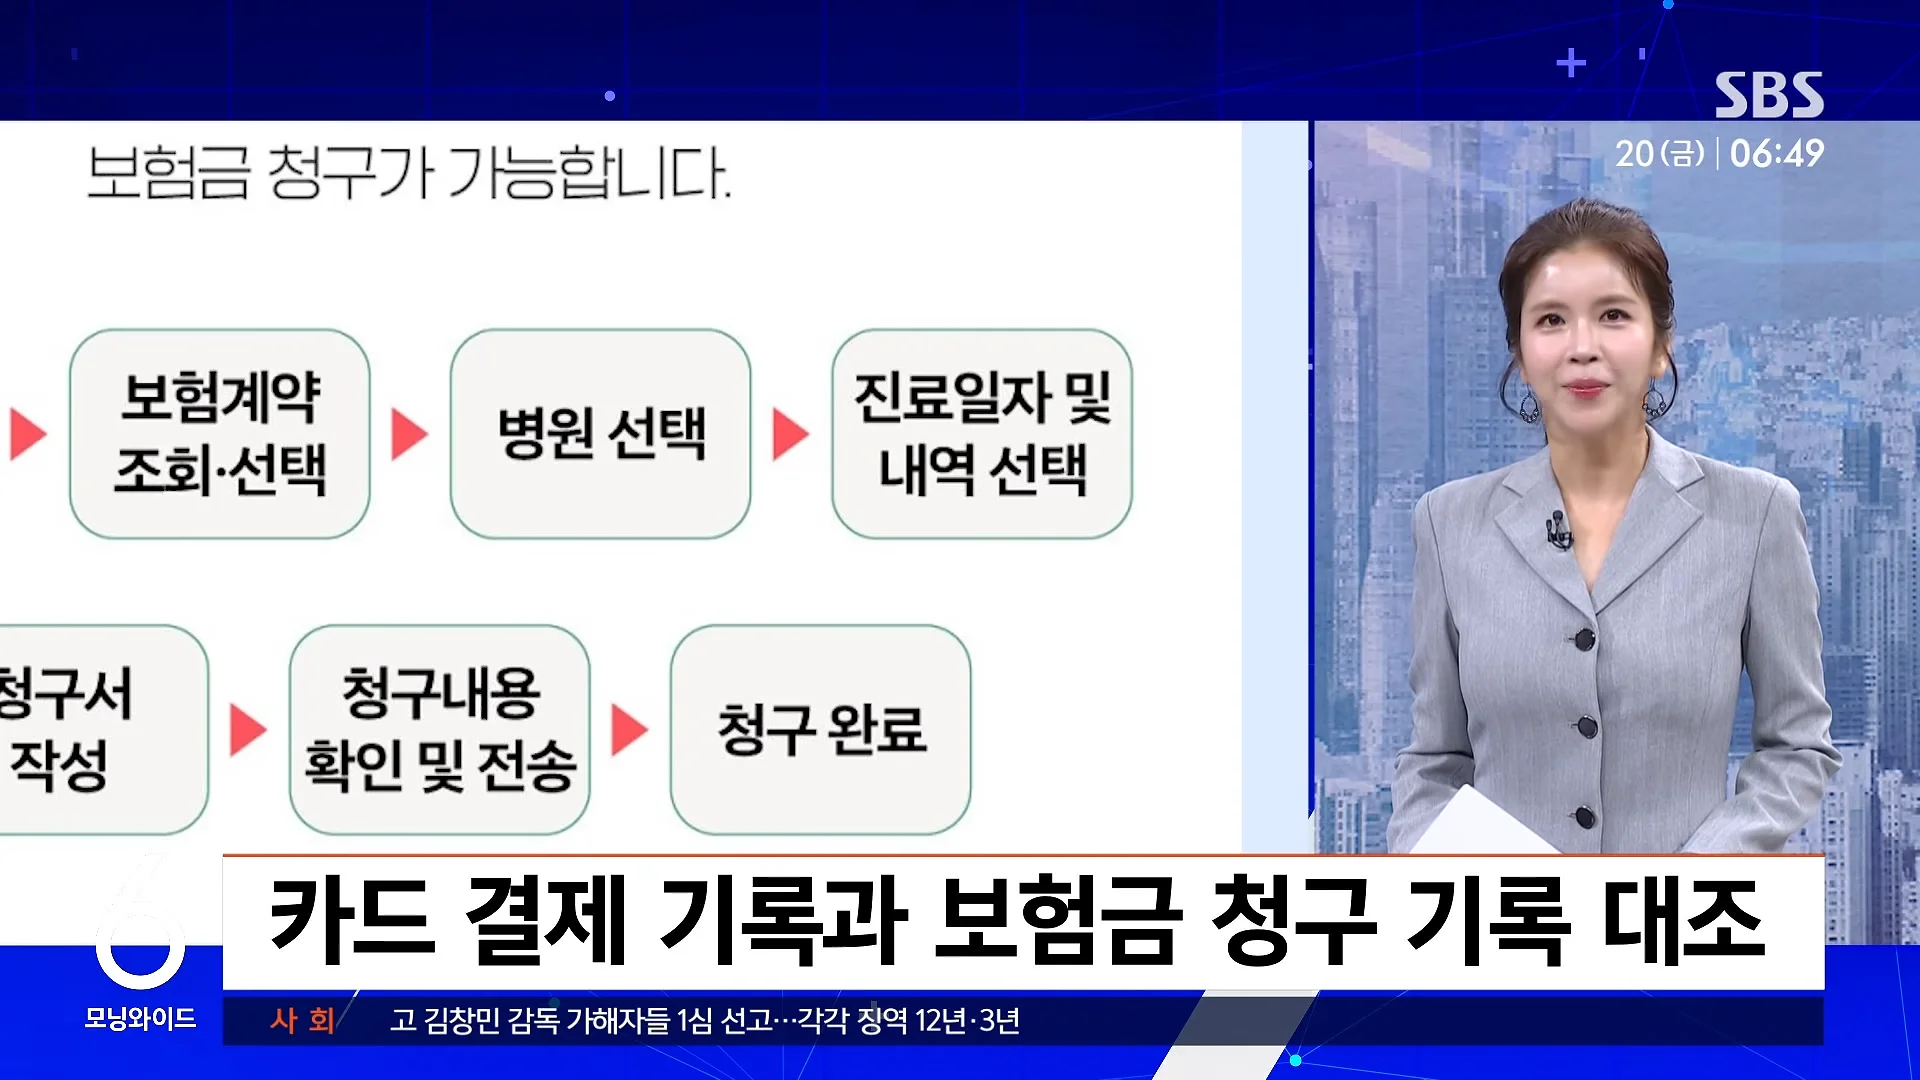 SBS
20(금) | 06:49
보험금 청구가 가능합니다.
보험계약
조회·선택
병원 선택
진료일자 및
내역 선택
청구서
작성
청구내용
확인 및 전송
청구 완료
카드 결제 기록과 보험금 청구 기록 대조
6
모닝와이드
사회 고 김창민 감독 가해자들 1심 선고…각각 징역 12년·3년